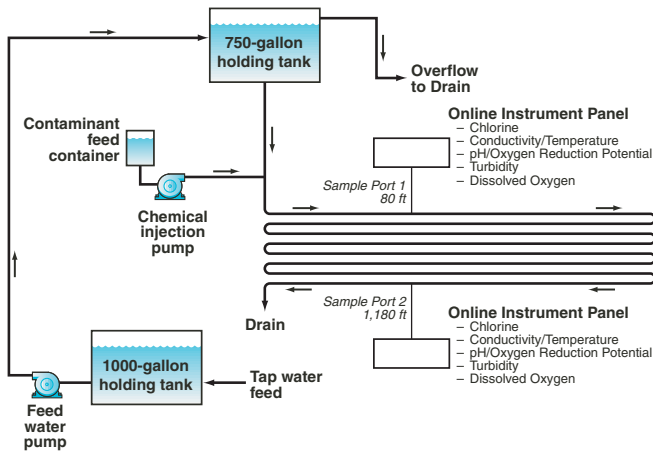 750-gallon
holding tank
Overflow
to Drain
Contaminant
feed
container
Online Instrument Panel
– Chlorine
– Conductivity/Temperature
– pH/Oxygen Reduction Potential
– Turbidity
– Dissolved Oxygen
Sample Port 1
80 ft
Chemical
injection
pump
Sample Port 2
1,180 ft
Drain
Online Instrument Panel
– Chlorine
– Conductivity/Temperature
– pH/Oxygen Reduction Potential
– Turbidity
– Dissolved Oxygen
1000-gallon
holding tank
Tap water
feed
Feed
water
pump